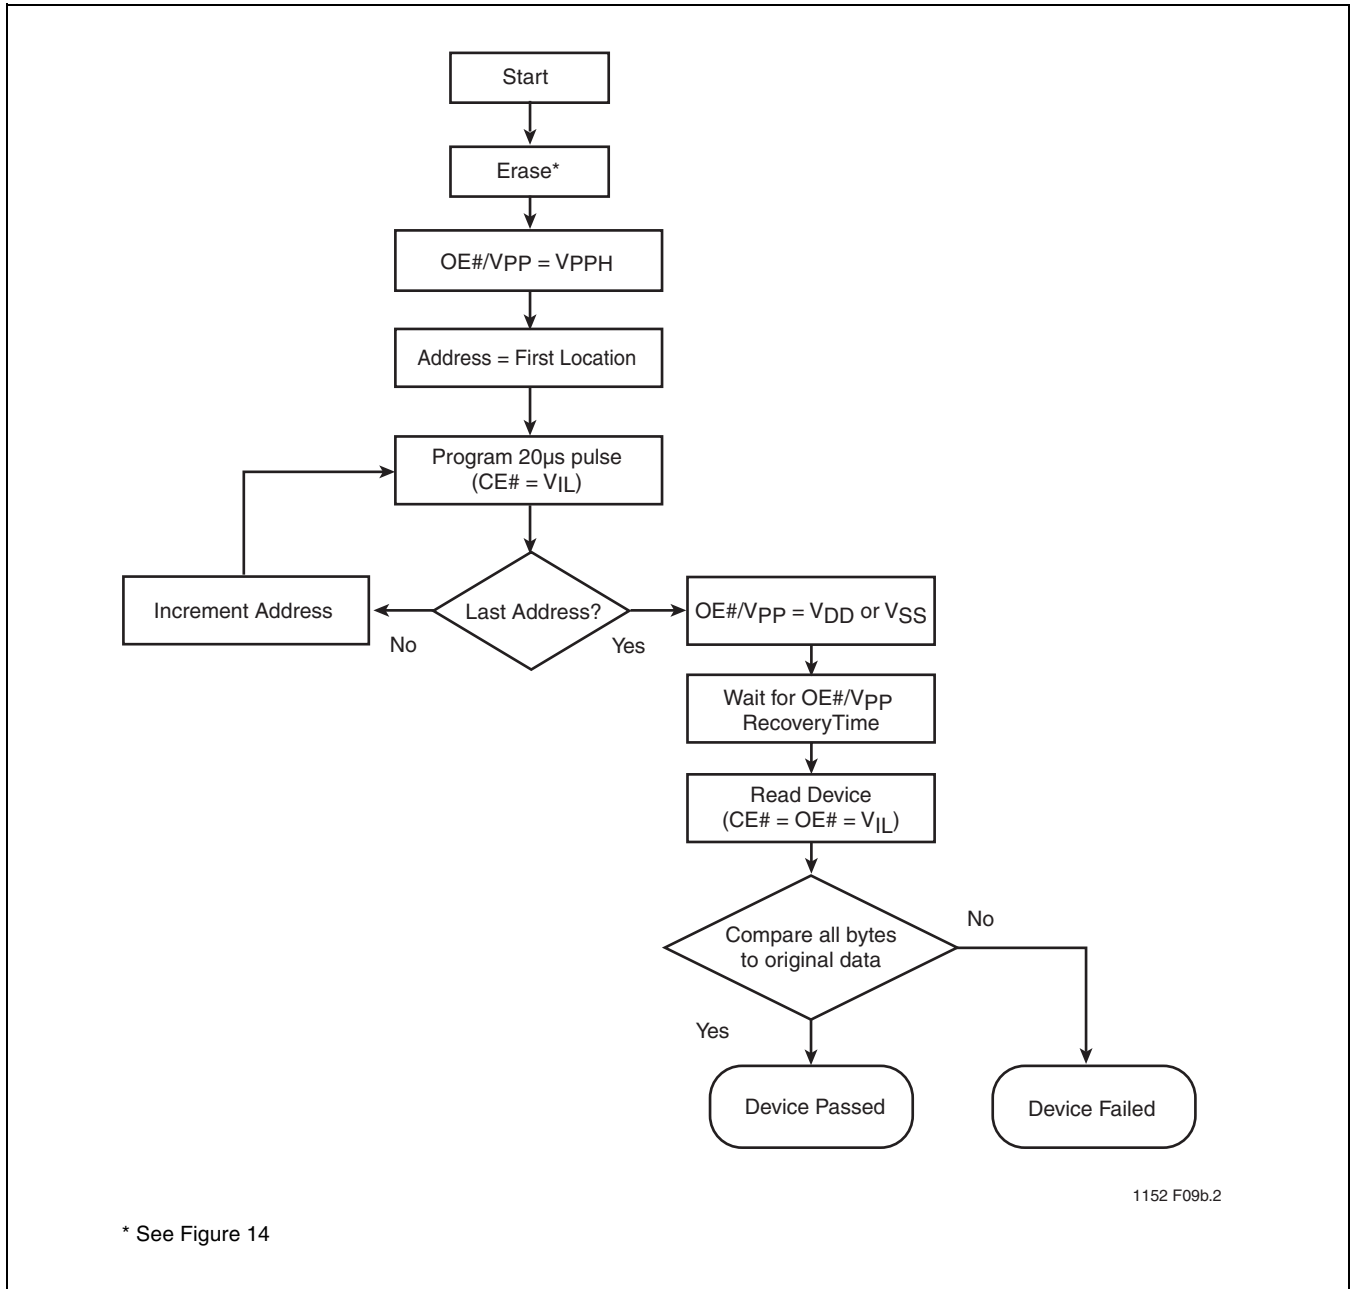 Start
Erase*
OE#/VPP = VPPH
Address = First Location
Program 20µs pulse
(CE# = VIL)
Last Address?
Increment Address
No
Yes
OE#/VPP = VDD or VSS
Wait for OE#/VPP
RecoveryTime
Read Device
(CE# = OE# = VIL)
Compare all bytes
to original data
No
Yes
Device Passed
Device Failed
1152 F09b.2
* See Figure 14